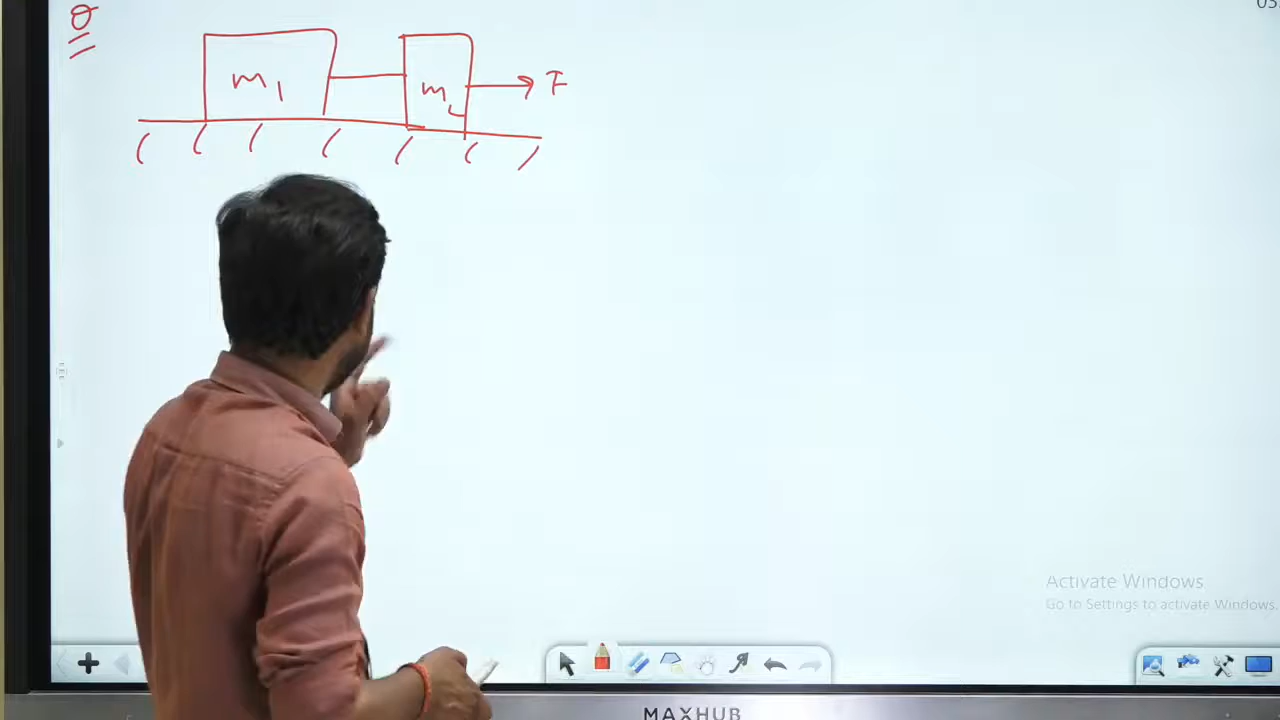 Q
m1
m2
F
Activate Windows
Go to Settings to activate Windows.
MAXHUB